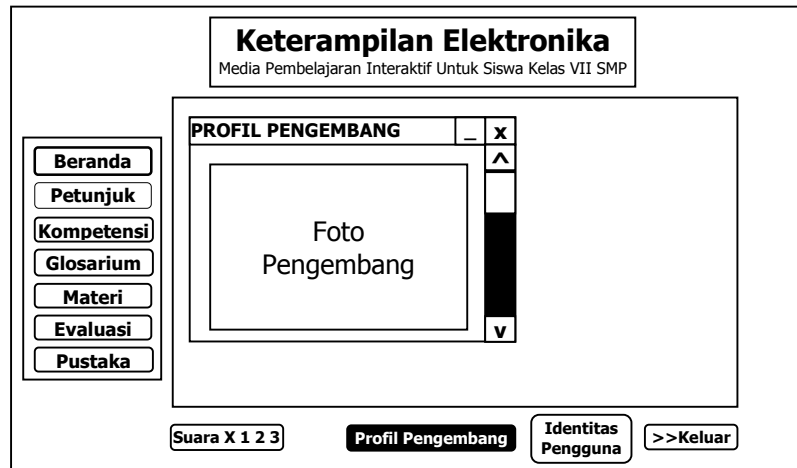 Keterampilan Elektronika
Media Pembelajaran Interaktif Untuk Siswa Kelas VII SMP
PROFIL PENGEMBANG _ x
^
Foto
Pengembang
v
Beranda
Petunjuk
Kompetensi
Glosarium
Materi
Evaluasi
Pustaka
Suara X 1 2 3
Profil Pengembang
Identitas
Pengguna
>>Keluar